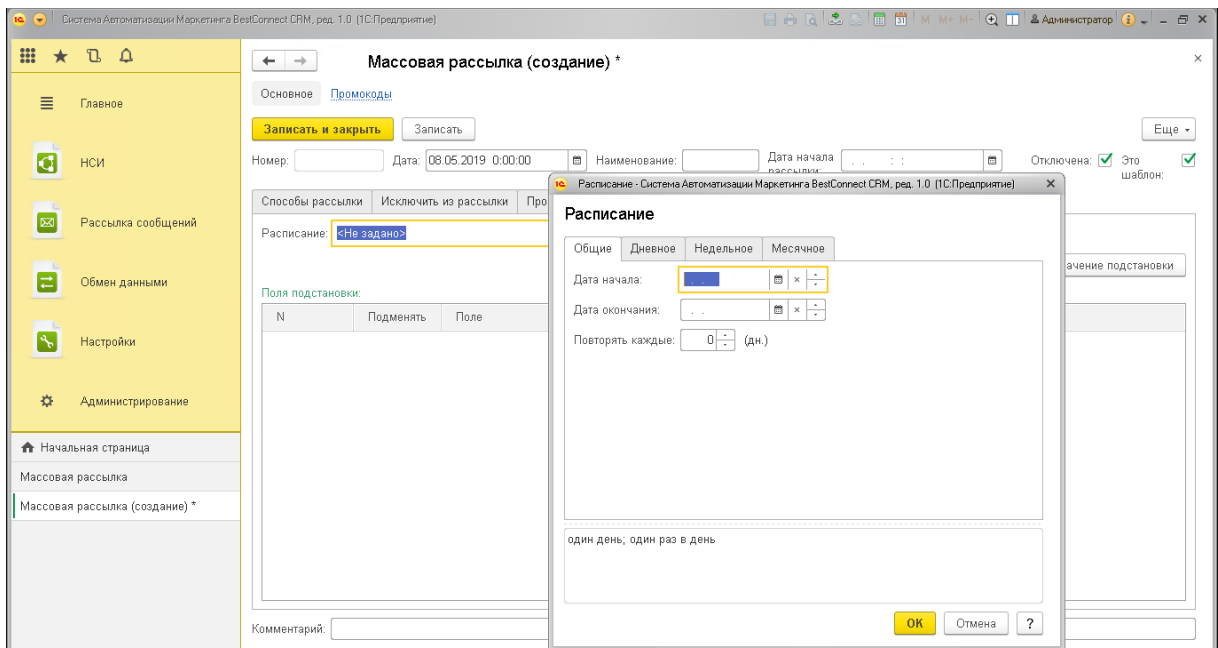 Система Автоматизации Маркетинга BestConnect CRM, ред. 1.0 (1С:Предприятие)
M M+ M- Администратор
Массовая рассылка (создание) *
Основное Промокоды
Главное
Записать и закрыть Записать Еще
НСИ
Номер: Дата: 08.05.2019 0:00:00 Наименование: Дата начала рассылки: . . : : Отключена: Это шаблон:
Расписание - Система Автоматизации Маркетинга BestConnect CRM, ред. 1.0 (1С:Предприятие)
Способы рассылки Исключить из рассылки Про
Расписание
Рассылка сообщений
Расписание: <Не задано>
Общие Дневное Недельное Месячное
ачение подстановки
Обмен данными
Дата начала: . .
Поля подстановки:
Дата окончания: . .
N Подменять Поле
Настройки
Повторять каждые: 0 (дн.)
Администрирование
Начальная страница
Массовая рассылка
Массовая рассылка (создание) *
один день; один раз в день
Комментарий:
ОК Отмена ?